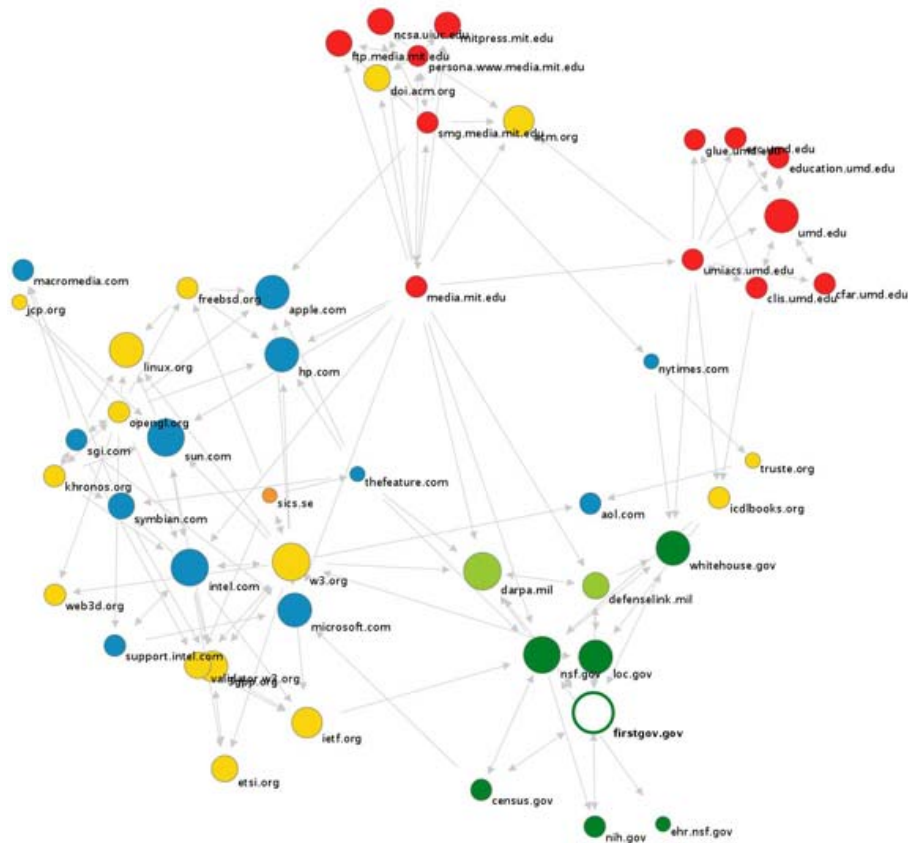 ncsa.uiuc.edu
mitpress.mit.edu
ftp.media.mit.edu
persona.www.media.mit.edu
doi.acm.org
smg.media.mit.edu
acm.org
glue.umd.edu
education.umd.edu
umd.edu
umiacs.umd.edu
clis.umd.edu
cfar.umd.edu
macromedia.com
jcp.org
freebsd.org
apple.com
media.mit.edu
linux.org
hp.com
nytimes.com
opengl.org
sgi.com
sun.com
khronos.org
thefeature.com
truste.org
symbian.com
sics.se
aol.com
icdlbooks.org
whitehouse.gov
intel.com
w3.org
darpa.mil
defenselink.mil
web3d.org
microsoft.com
support.intel.com
validator.w3.org
nsf.gov
loc.gov
ietf.org
firstgov.gov
etsi.org
census.gov
nih.gov
ehr.nsf.gov